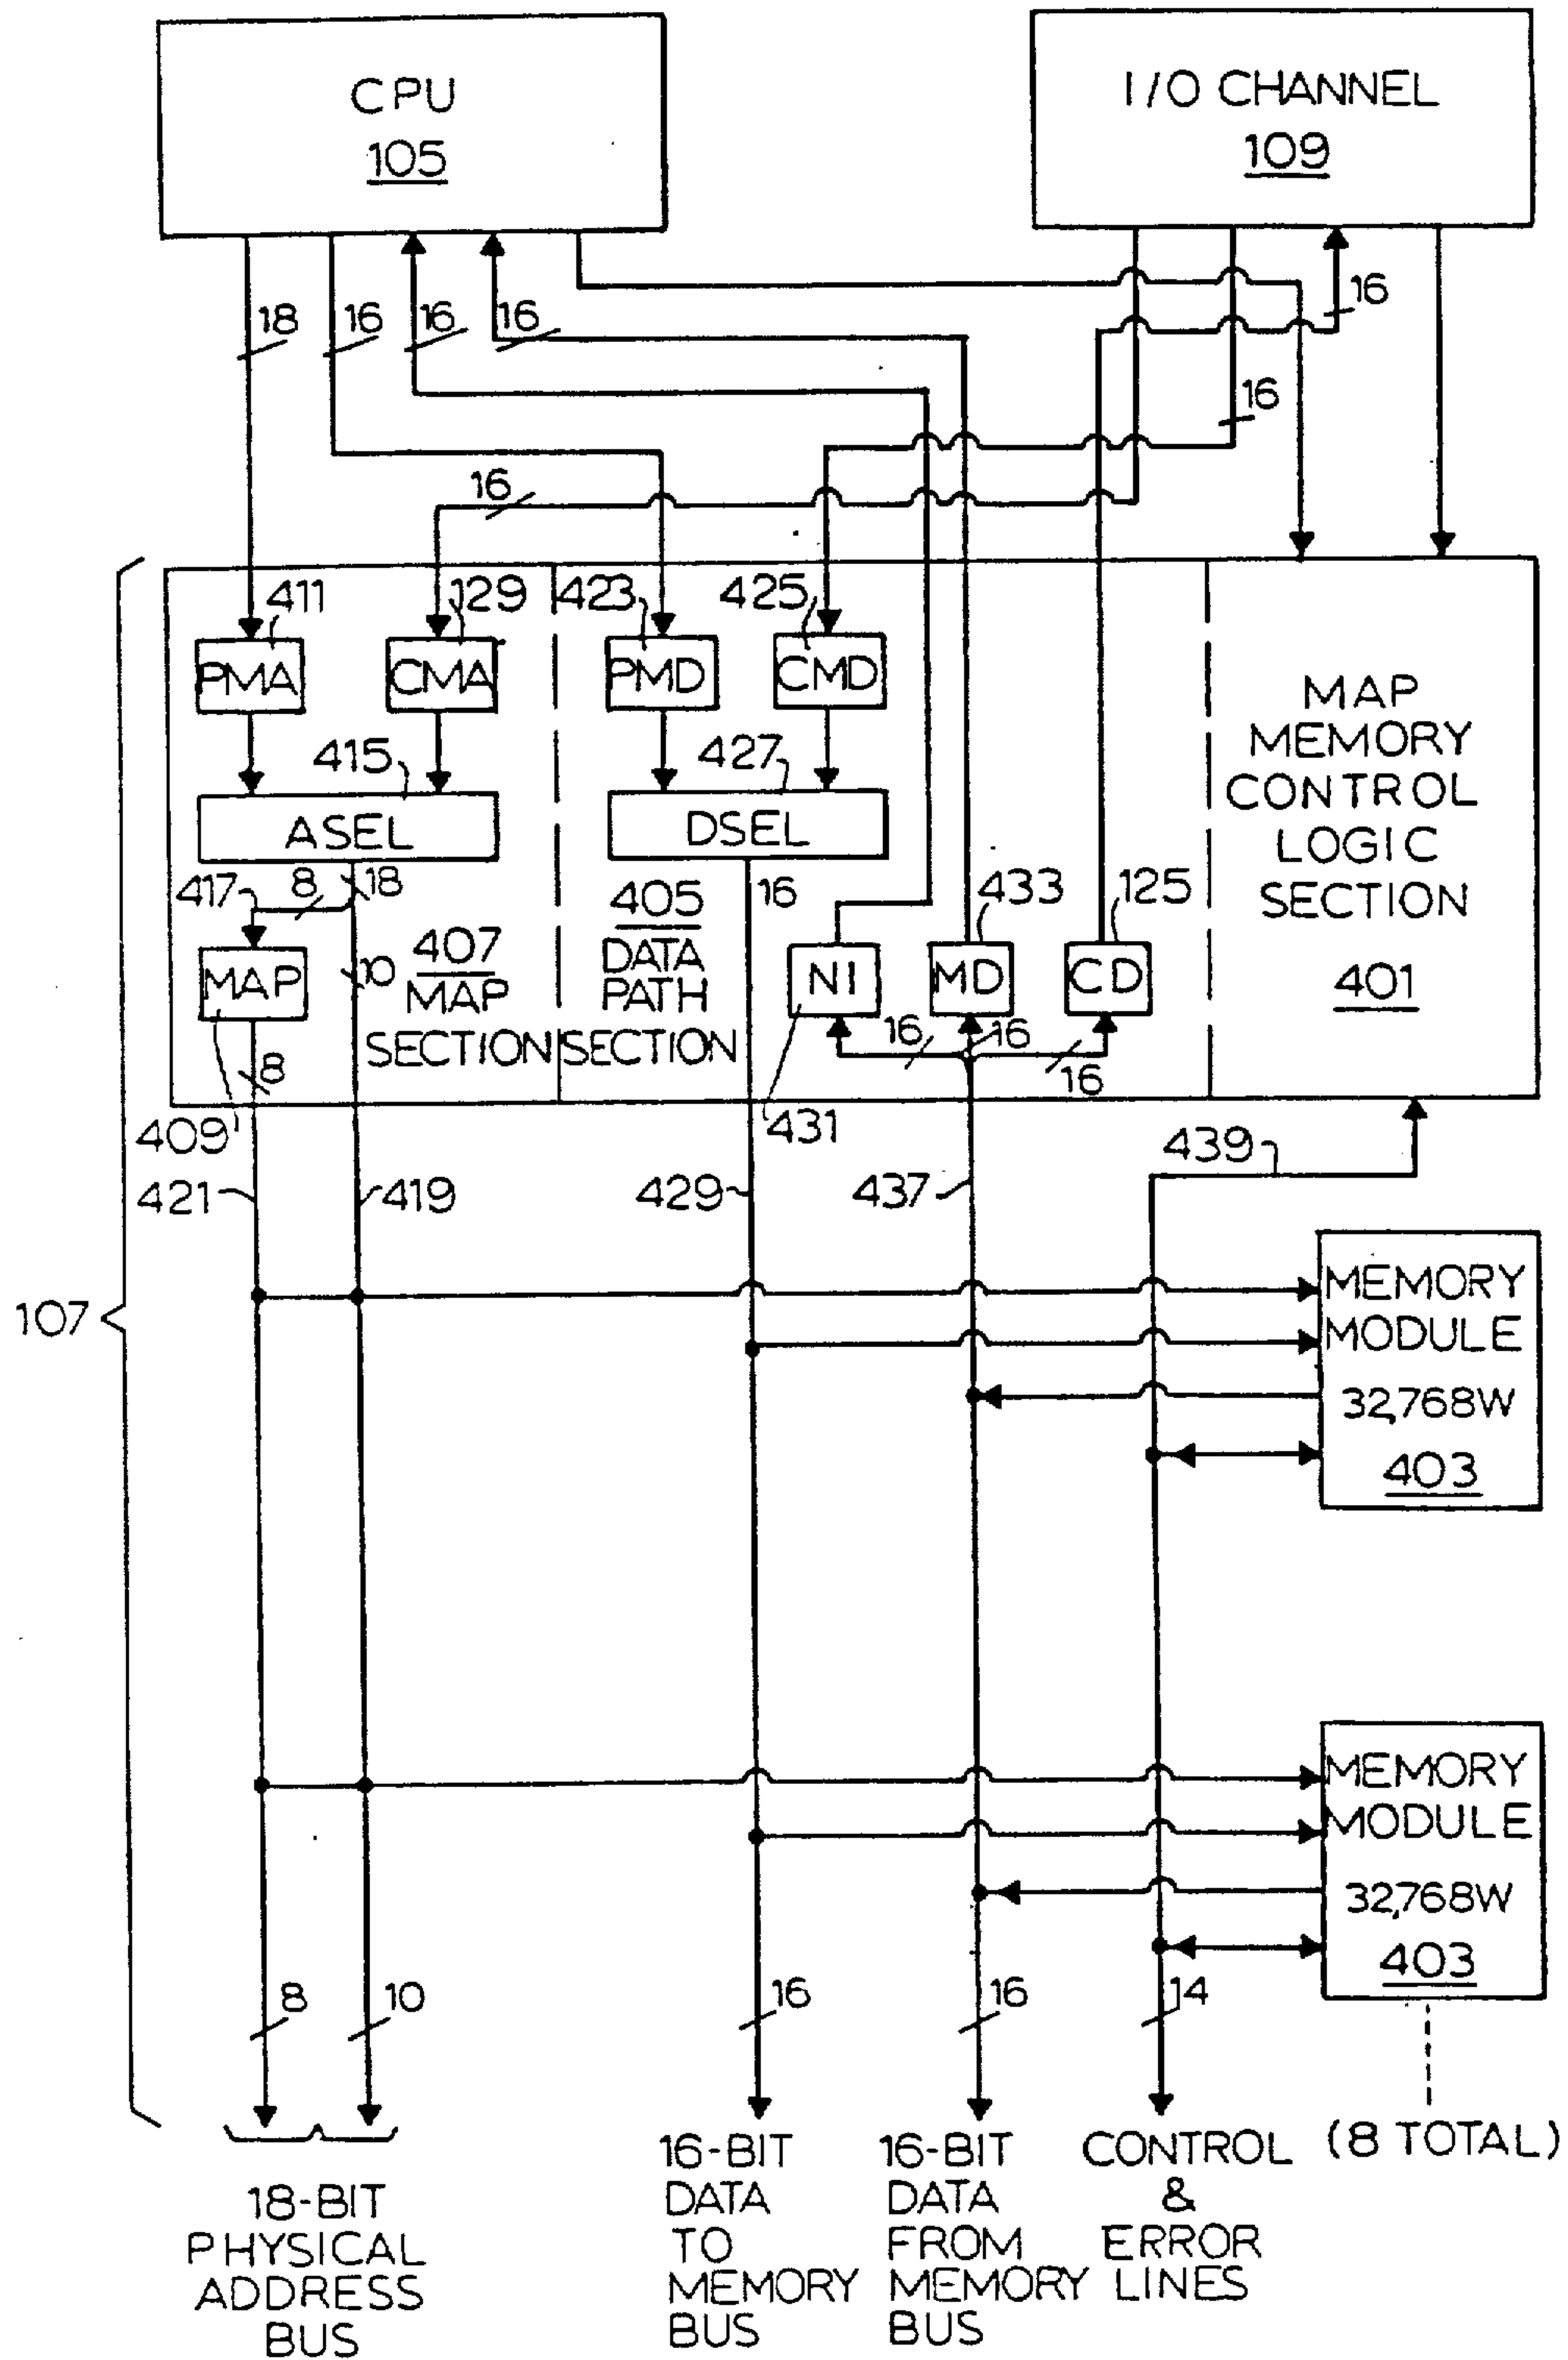 CPU
105
I/O CHANNEL
109
18
16
16
16
16
16
16
411
129
423
425
PMA
CMA
PMD
CMD
415
427
ASEL
DSEL
417
8
18
16
405
DATA
PATH
SECTION
433
125
407
MAP
SECTION
10
MAP
NI
MD
CD
MAP
MEMORY
CONTROL
LOGIC
SECTION
401
8
16
16
16
409
431
439
421
419
429
437
107
MEMORY
MODULE
32,768W
403
MEMORY
MODULE
32,768W
403
8
10
16
16
14
(8 TOTAL)
18-BIT
PHYSICAL
ADDRESS
BUS
16-BIT
DATA
TO
MEMORY
BUS
16-BIT
DATA
FROM
MEMORY
BUS
CONTROL
&
ERROR
LINES